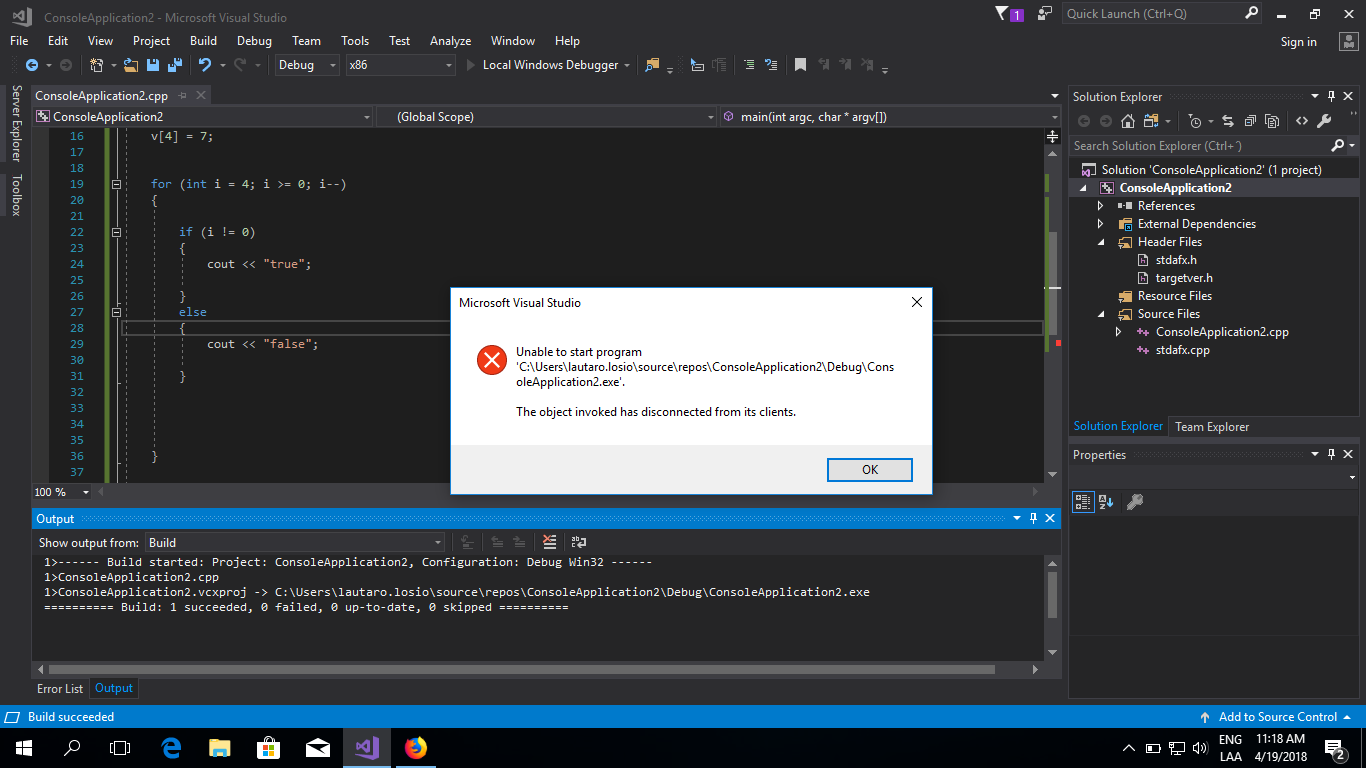 ConsoleApplication2 - Microsoft Visual Studio
1
Quick Launch (Ctrl+Q)
File Edit View Project Build Debug Team Tools Test Analyze Window Help
Sign in
Debug x86 Local Windows Debugger
Server Explorer
Toolbox
ConsoleApplication2.cpp
ConsoleApplication2 (Global Scope) main(int argc, char * argv[])
16 v[4] = 7;
17
18
19 for (int i = 4; i >= 0; i--)
20 {
21
22 if (i != 0)
23 {
24 cout << "true";
25
26 }
27 else
28 {
29 cout << "false";
30
31 }
32
33
34
35
36 }
37
100 %
Microsoft Visual Studio
Unable to start program
'C:\Users\lautaro.losio\source\repos\ConsoleApplication2\Debug\Cons
oleApplication2.exe'.
The object invoked has disconnected from its clients.
OK
Solution Explorer
Search Solution Explorer (Ctrl+´)
Solution 'ConsoleApplication2' (1 project)
ConsoleApplication2
References
External Dependencies
Header Files
stdafx.h
targetver.h
Resource Files
Source Files
ConsoleApplication2.cpp
stdafx.cpp
Solution Explorer Team Explorer
Properties
Output
Show output from: Build
1>------ Build started: Project: ConsoleApplication2, Configuration: Debug Win32 ------
1>ConsoleApplication2.cpp
1>ConsoleApplication2.vcxproj -> C:\Users\lautaro.losio\source\repos\ConsoleApplication2\Debug\ConsoleApplication2.exe
========== Build: 1 succeeded, 0 failed, 0 up-to-date, 0 skipped ==========
Error List Output
Build succeeded
Add to Source Control
ENG
LAA
11:18 AM
4/19/2018
2